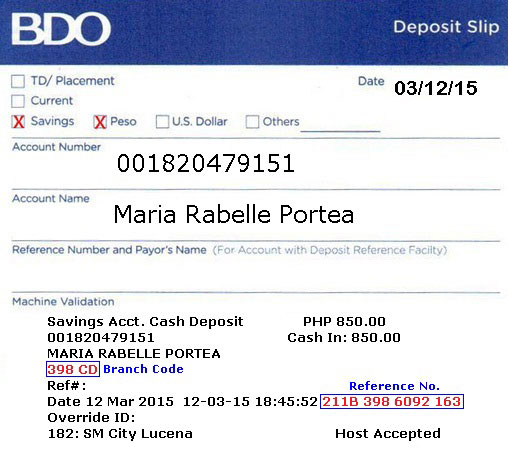 BDO Deposit Slip
TD/ Placement Date 03/12/15
Current
X Savings X Peso U.S. Dollar Others
Account Number
001820479151
Account Name
Maria Rabelle Portea
Reference Number and Payor's Name (For Account with Deposit Reference Facilty)
Machine Validation
Savings Acct. Cash Deposit PHP 850.00
001820479151 Cash In: 850.00
MARIA RABELLE PORTEA
398 CD Branch Code
Ref#: Reference No.
Date 12 Mar 2015 12-03-15 18:45:52 211B 398 6092 163
Override ID:
182: SM City Lucena Host Accepted